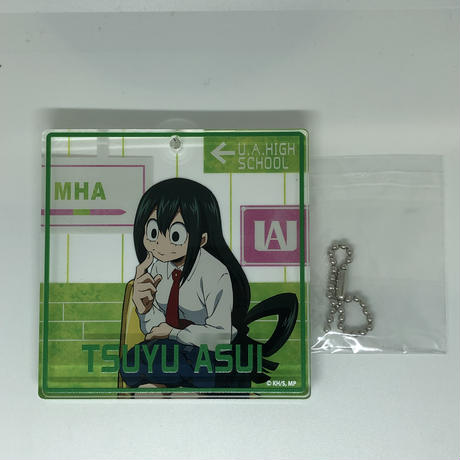 U.A.HIGH
SCHOOL
MHA
UA
TSUYU ASUI
© KH/S, MP